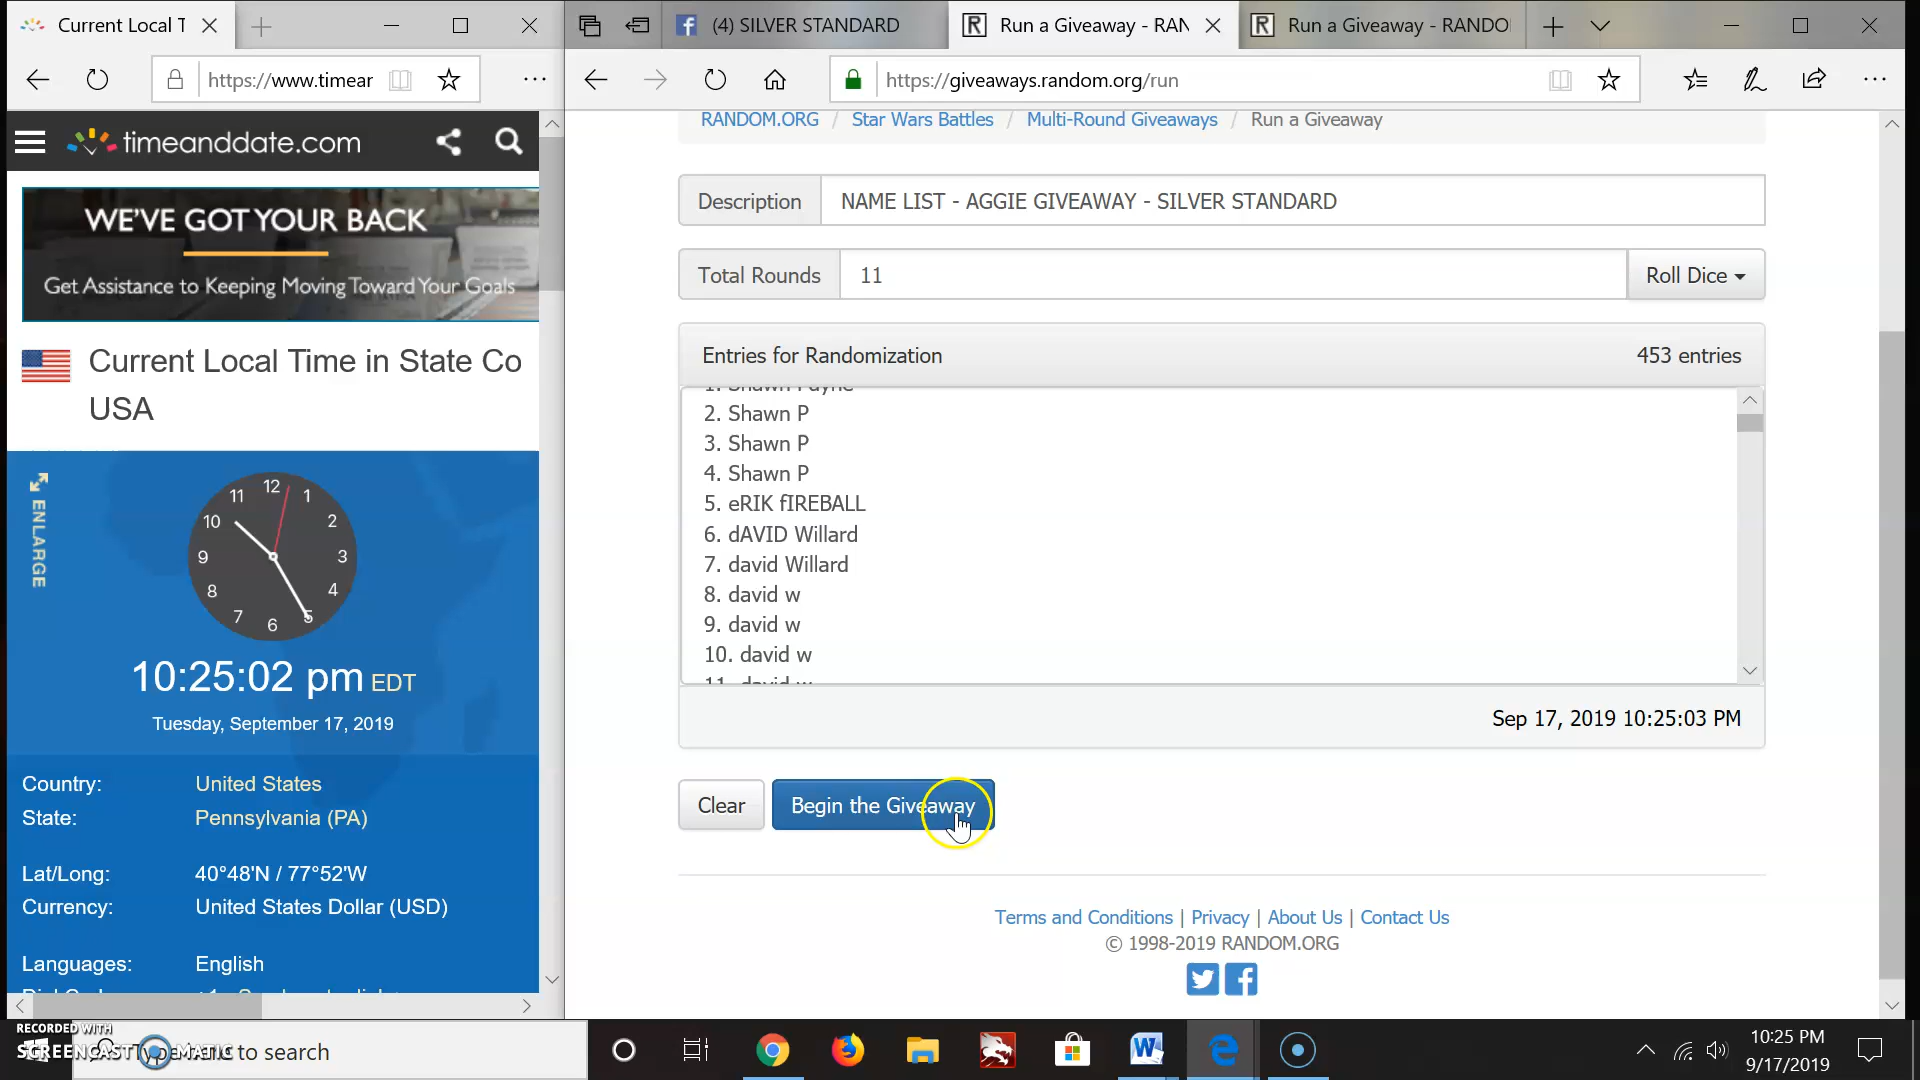 Current Local T
https://www.timear
timeanddate.com
WE'VE GOT YOUR BACK
Get Assistance to Keeping Moving Toward Your Goals
Current Local Time in State Co
USA
ENLARGE
12
1
2
3
4
5
6
7
8
9
10
11
10:25:02 pm EDT
Tuesday, September 17, 2019
Country: United States
State: Pennsylvania (PA)
Lat/Long: 40°48'N / 77°52'W
Currency: United States Dollar (USD)
Languages: English
(4) SILVER STANDARD
Run a Giveaway - RAN
Run a Giveaway - RANDO
https://giveaways.random.org/run
RANDOM.ORG / Star Wars Battles / Multi-Round Giveaways / Run a Giveaway
Description NAME LIST - AGGIE GIVEAWAY - SILVER STANDARD
Total Rounds 11 Roll Dice
Entries for Randomization 453 entries
1. Shawn Payne
2. Shawn P
3. Shawn P
4. Shawn P
5. eRIK fIREBALL
6. dAVID Willard
7. david Willard
8. david w
9. david w
10. david w
11. david w
Sep 17, 2019 10:25:03 PM
Clear Begin the Giveaway
Terms and Conditions | Privacy | About Us | Contact Us
© 1998-2019 RANDOM.ORG
RECORDED WITH
SCREENCAST MATIC
to search
10:25 PM
9/17/2019